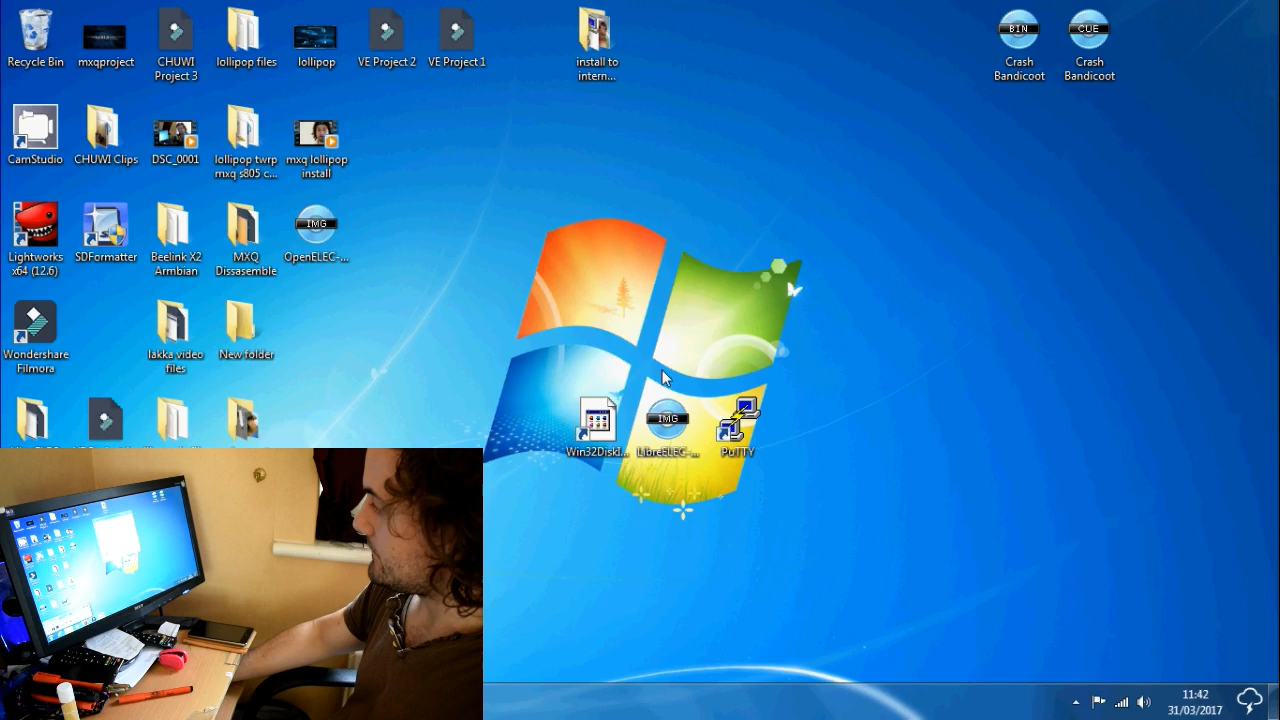 Recycle Bin
mxqproject
CHUWI
Project 3
lollipop files
lollipop
VE Project 2
VE Project 1
install to
intern...
BIN
Crash
Bandicoot
CUE
Crash
Bandicoot
CamStudio
CHUWI Clips
DSC_0001
lollipop twrp
mxq s805 c...
mxq lollipop
install
Lightworks
x64 (12.6)
SDFormatter
Beelink X2
Armbian
MXQ
Dissasemble
IMG
OpenELEC-...
Wondershare
Filmora
lakka video
files
New folder
Win32DiskI...
IMG
LibreELEC-...
PuTTY
11:42
31/03/2017